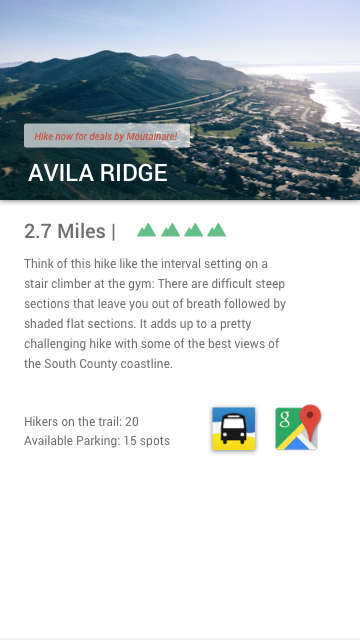 Hike now for deals by Moutainare!
AVILA RIDGE
2.7 Miles |
Think of this hike like the interval setting on a
stair climber at the gym: There are difficult steep
sections that leave you out of breath followed by
shaded flat sections. It adds up to a pretty
challenging hike with some of the best views of
the South County coastline.
Hikers on the trail: 20
Available Parking: 15 spots
g